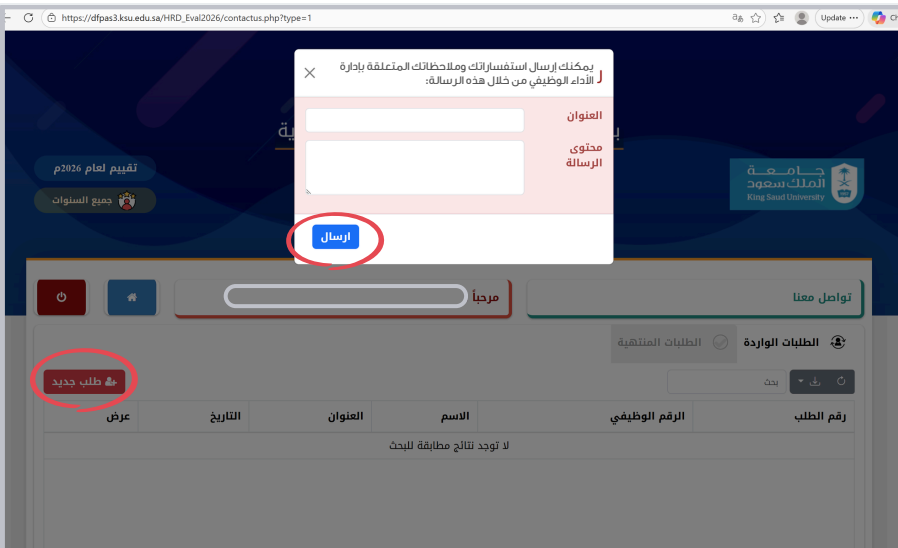 https://dfpas3.ksu.edu.sa/HRD_Eval2026/contactus.php?type=1
Update
يمكنك إرسال استفساراتك وملاحظاتك المتعلقة بإدارة
الأداء الوظيفي من خلال هذه الرسالة:
العنوان
محتوى
الرسالة
ارسال
تقييم لعام 2026م
جميع السنوات
جــامــعــة
الملك سعود
King Saud University
تواصل معنا
مرحباً
الطلبات الواردة
الطلبات المنتهية
بحث
طلب جديد
رقم الطلب
الرقم الوظيفي
الاسم
العنوان
التاريخ
عرض
لا توجد نتائج مطابقة للبحث